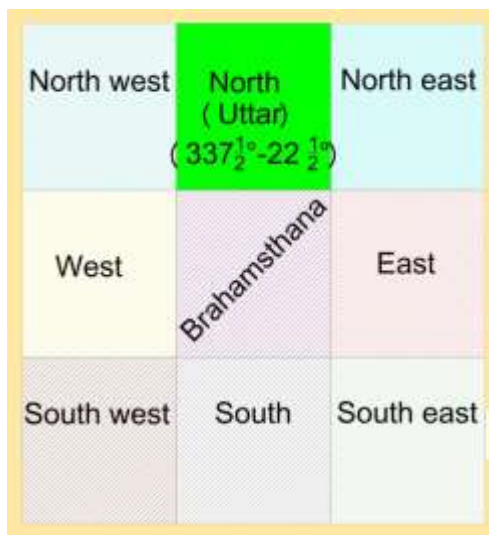 North west
North
( Uttar)
( 337½°-22 ½°)
North east
West
Brahamsthana
East
South west
South
South east